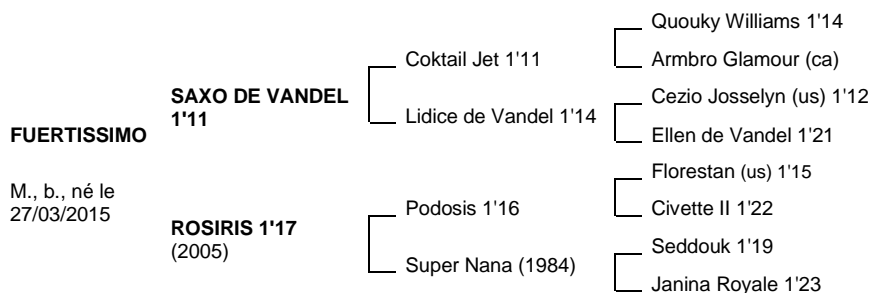 Quouky Williams 1'14
Coktail Jet 1'11
Armbro Glamour (ca)
SAXO DE VANDEL
1'11
Cezio Josselyn (us) 1'12
Lidice de Vandel 1'14
Ellen de Vandel 1'21
FUERTISSIMO
M., b., né le
27/03/2015
Florestan (us) 1'15
Podosis 1'16
Civette II 1'22
ROSIRIS 1'17
(2005)
Seddouk 1'19
Super Nana (1984)
Janina Royale 1'23